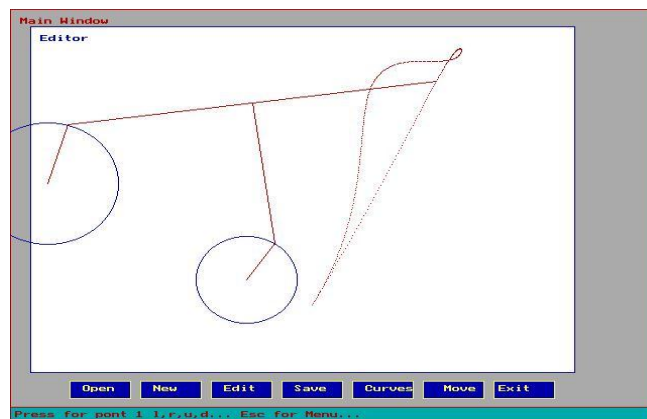 Main Window
Editor
Open New Edit Save Curves Move Exit
Press for pont 1 l,r,u,d... Esc for Menu...